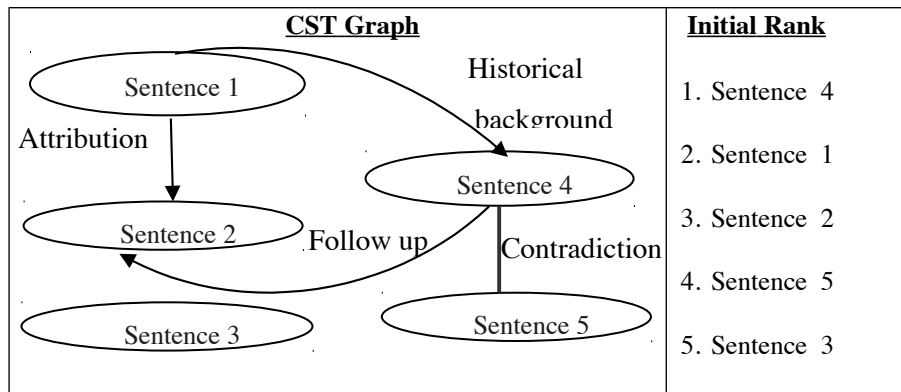 CST Graph
Sentence 1
Historical
background
Attribution
Sentence 4
Sentence 2
Follow up
Contradiction
Sentence 3
Sentence 5
Initial Rank
1. Sentence 4
2. Sentence 1
3. Sentence 2
4. Sentence 5
5. Sentence 3